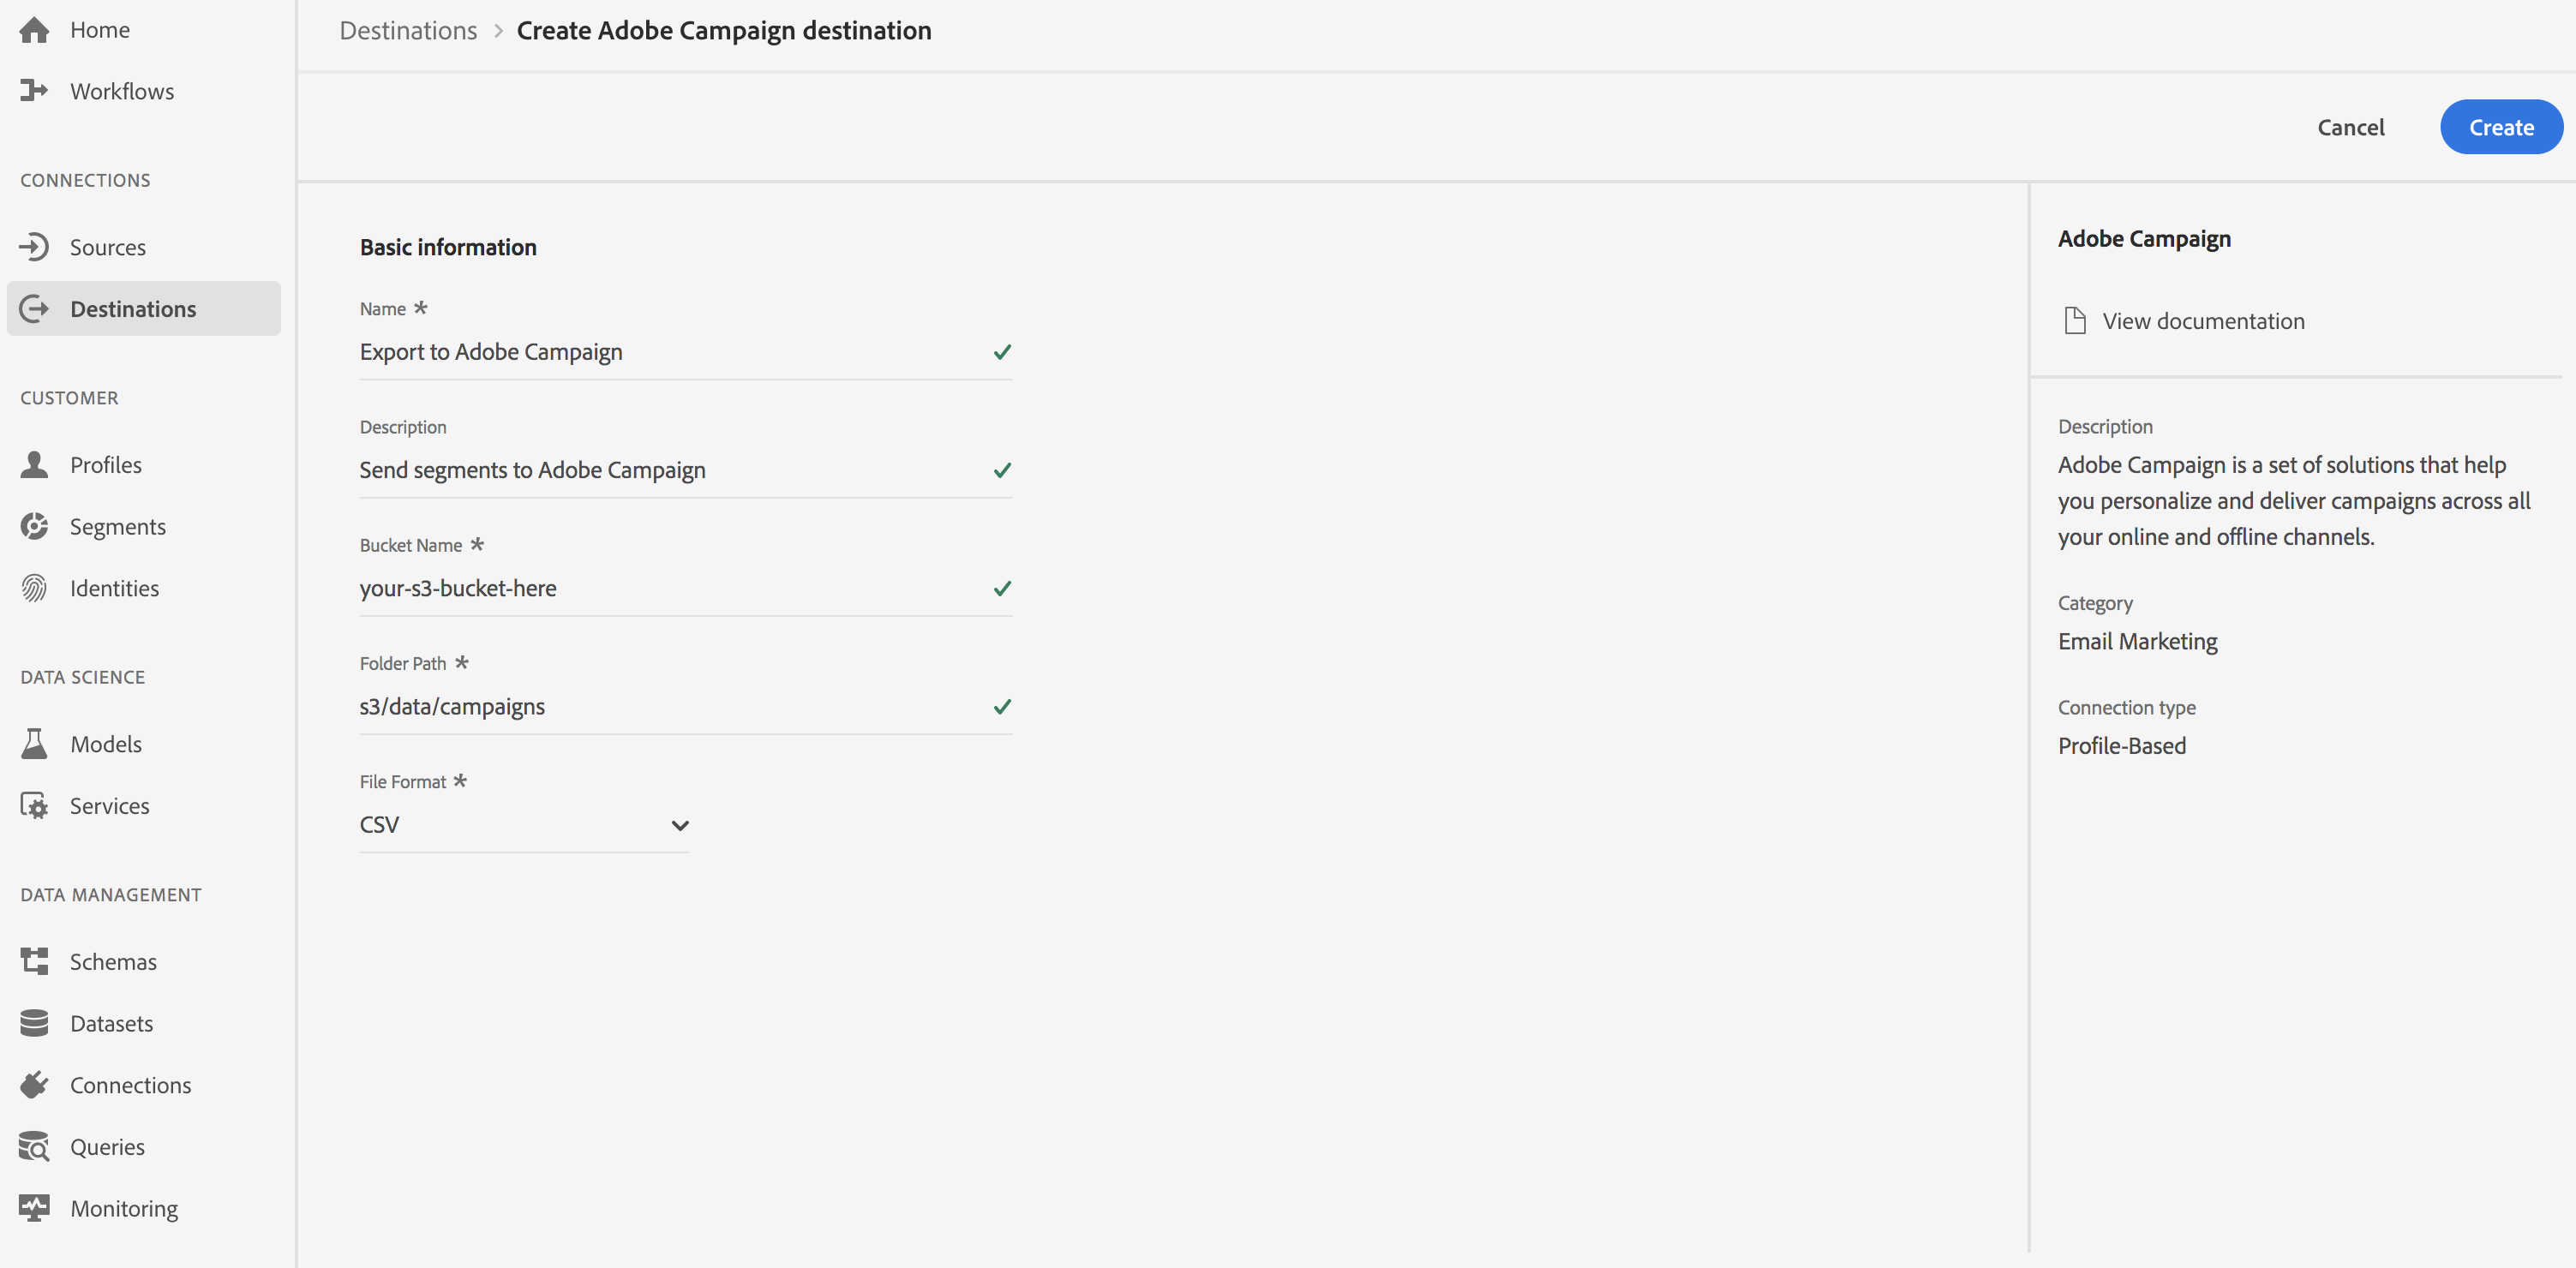 Home
Workflows
CONNECTIONS
Sources
Destinations
CUSTOMER
Profiles
Segments
Identities
DATA SCIENCE
Models
Services
DATA MANAGEMENT
Schemas
Datasets
Connections
Queries
Monitoring
Destinations > Create Adobe Campaign destination
Cancel Create
Basic information
Name *
Export to Adobe Campaign
Description
Send segments to Adobe Campaign
Bucket Name *
your-s3-bucket-here
Folder Path *
s3/data/campaigns
File Format *
CSV
Adobe Campaign
View documentation
Description
Adobe Campaign is a set of solutions that help
you personalize and deliver campaigns across all
your online and offline channels.
Category
Email Marketing
Connection type
Profile-Based